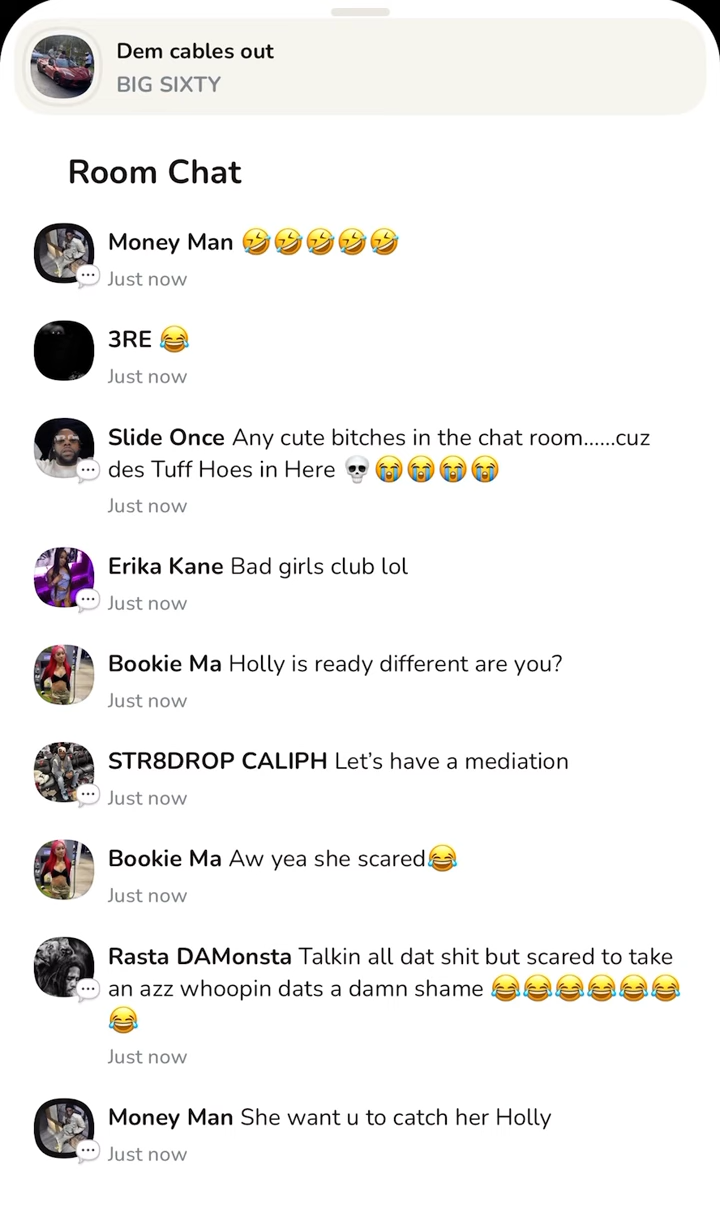 Dem cables out
BIG SIXTY
Room Chat
Money Man 🤣🤣🤣🤣🤣
Just now
3RE 😂
Just now
Slide Once Any cute bitches in the chat room......cuz
des Tuff Hoes in Here 💀😭😭😭😭
Just now
Erika Kane Bad girls club lol
Just now
Bookie Ma Holly is ready different are you?
Just now
STR8DROP CALIPH Let’s have a mediation
Just now
Bookie Ma Aw yea she scared😂
Just now
Rasta DAMonsta Talkin all dat shit but scared to take
an azz whoopin dats a damn shame 😂😂😂😂😂😂
😂
Just now
Money Man She want u to catch her Holly
Just now